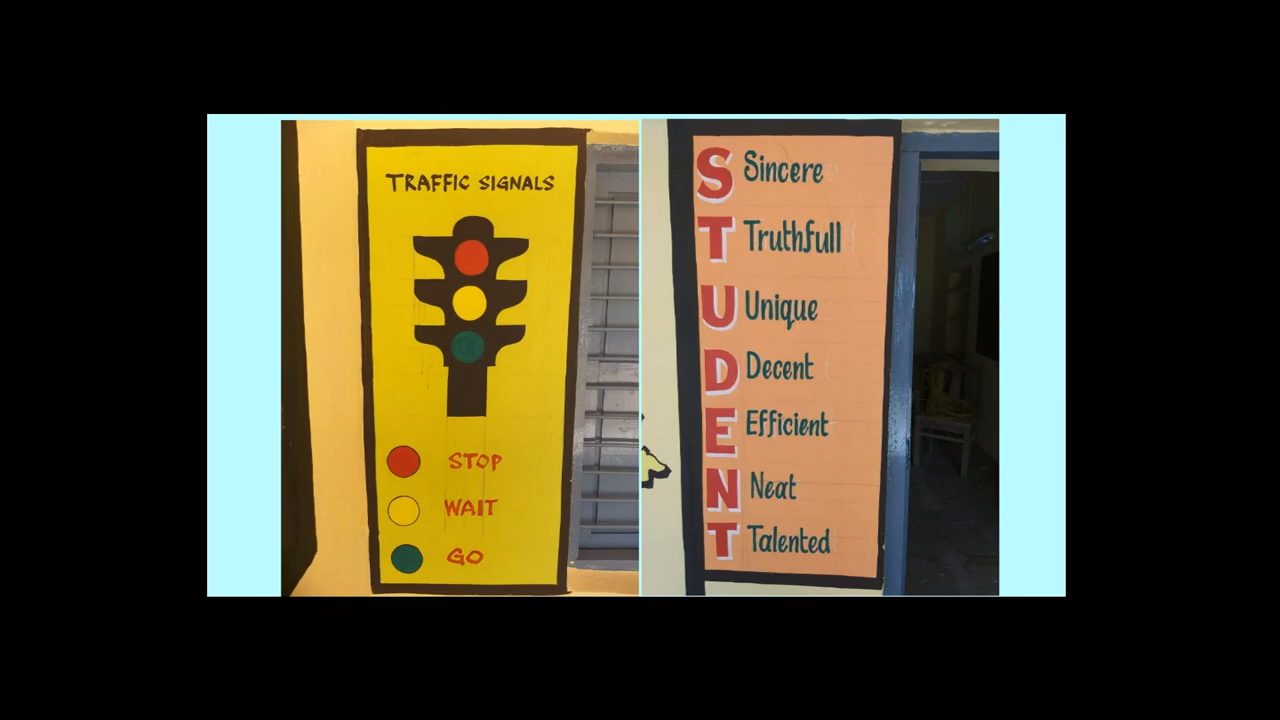 TRAFFIC SIGNALS
STOP
WAIT
GO
S Sincere
T Truthfull
U Unique
D Decent
E Efficient
N Neat
T Talented